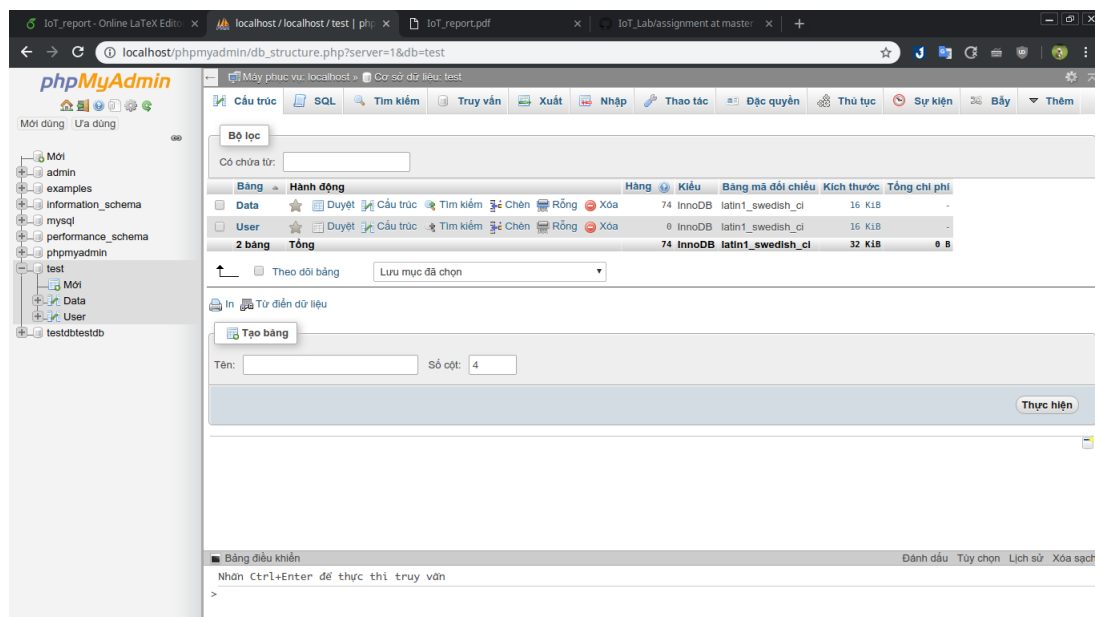 IoT_report - Online LaTeX Edito
localhost / localhost / test | php
IoT_report.pdf
IoT_Lab/assignment at master
localhost/phpmyadmin/db_structure.php?server=1&db=test
phpMyAdmin
Mới dùng Ưa dùng
Mới
admin
examples
information_schema
mysql
performance_schema
phpmyadmin
test
Mới
Data
User
testdbtestdb
Máy phục vụ: localhost » Cơ sở dữ liệu: test
Cấu trúc SQL Tìm kiếm Truy vấn Xuất Nhập Thao tác Đặc quyền Thủ tục Sự kiện Bẫy Thêm
Bộ lọc
Có chứa từ:
Bảng Hành động Hàng Kiểu Bảng mã đối chiếu Kích thước Tổng chi phí
Data Duyệt Cấu trúc Tìm kiếm Chèn Rỗng Xóa 74 InnoDB latin1_swedish_ci 16 KiB -
User Duyệt Cấu trúc Tìm kiếm Chèn Rỗng Xóa 0 InnoDB latin1_swedish_ci 16 KiB -
2 bảng Tổng 74 InnoDB latin1_swedish_ci 32 KiB 0 B
Theo dõi bảng Lưu mục đã chọn
In Từ điển dữ liệu
Tạo bảng
Tên: Số cột: 4
Thực hiện
Bảng điều khiển Đánh dấu Tùy chọn Lịch sử Xóa sạch
Nhấn Ctrl+Enter để thực thi truy vấn
>